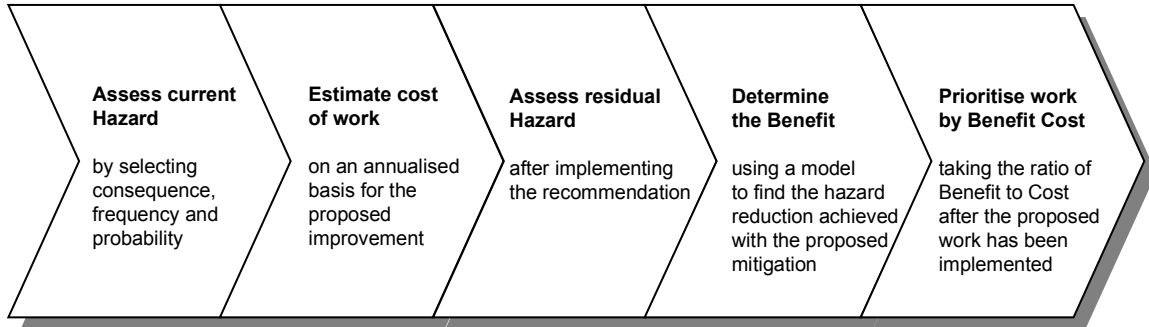 Assess current
Hazard
by selecting
consequence,
frequency and
probability
Estimate cost
of work
on an annualised
basis for the
proposed
improvement
Assess residual
Hazard
after implementing
the recommendation
Determine
the Benefit
using a model
to find the hazard
reduction achieved
with the proposed
mitigation
Prioritise work
by Benefit Cost
taking the ratio of
Benefit to Cost
after the proposed
work has been
implemented